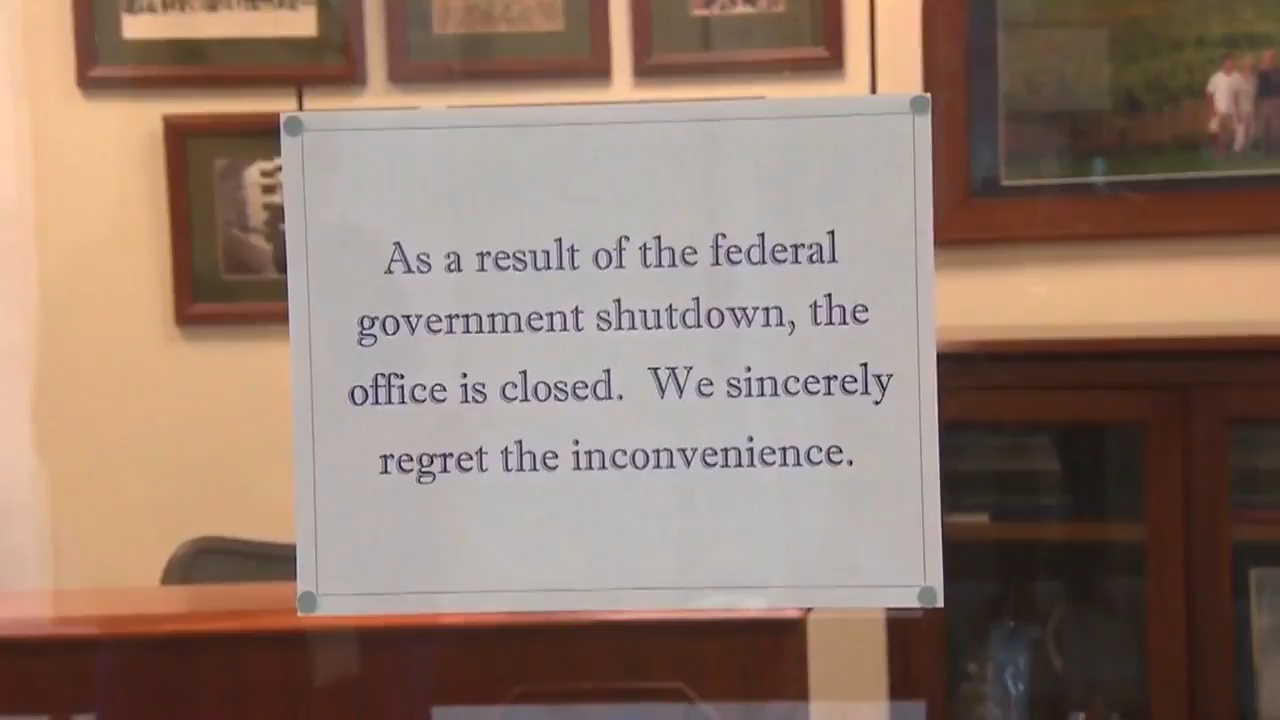 As a result of the federal
government shutdown, the
office is closed.  We sincerely
regret the inconvenience.